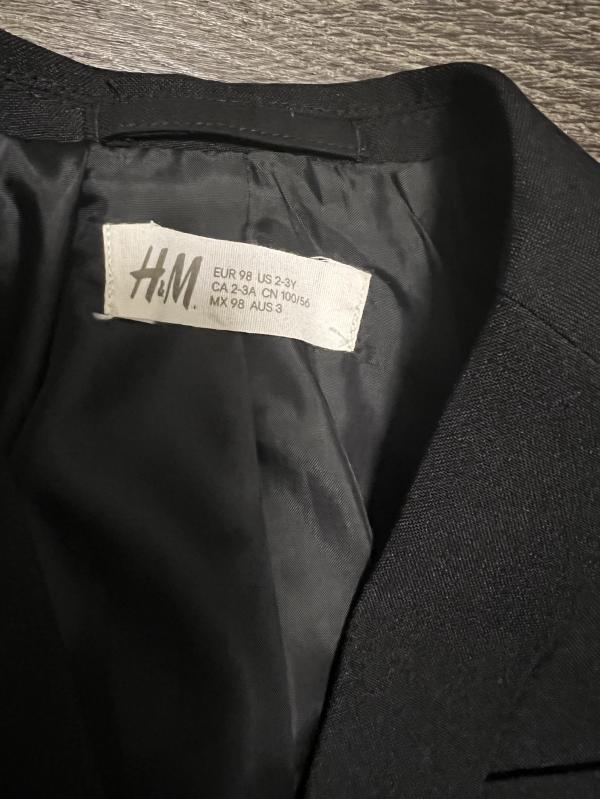 H&M
EUR 98 US 2-3Y
CA 2-3A CN 100/56
MX 98 AUS 3